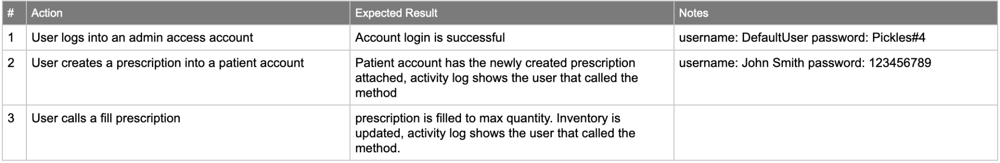 # Action Expected Result Notes
1 User logs into an admin access account Account login is successful username: DefaultUser password: Pickles#4
2 User creates a prescription into a patient account Patient account has the newly created prescription username: John Smith password: 123456789
attached, activity log shows the user that called the
method
3 User calls a fill prescription prescription is filled to max quantity. Inventory is
updated, activity log shows the user that called the
method.